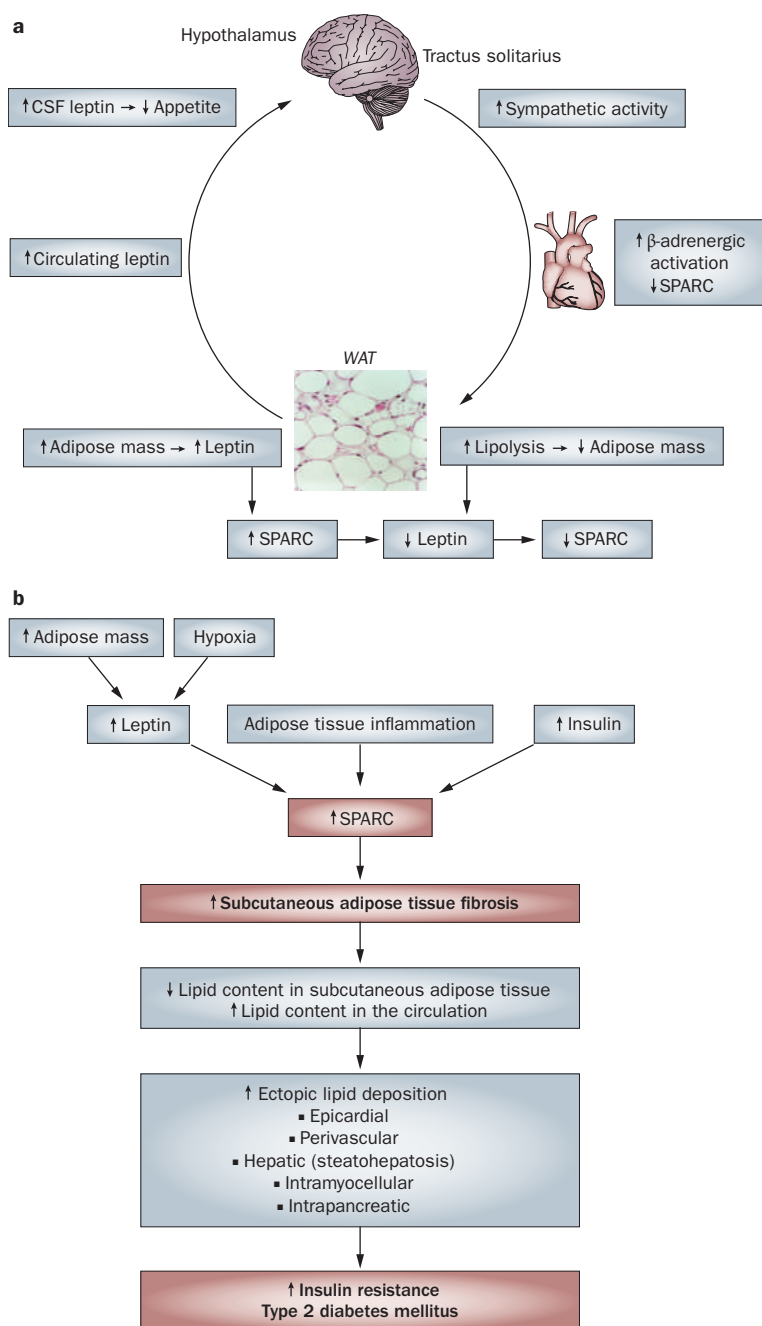 a
Hypothalamus
Tractus solitarius
↑CSF leptin → ↓ Appetite
↑Sympathetic activity
↑Circulating leptin
↑ β-adrenergic
activation
↓SPARC
WAT
↑Adipose mass → ↑ Leptin
↑ Lipolysis → ↓ Adipose mass
↑ SPARC
↓ Leptin
↓ SPARC
b
↑Adipose mass
Hypoxia
↑Leptin
Adipose tissue inflammation
↑ Insulin
↑SPARC
↑Subcutaneous adipose tissue fibrosis
↓ Lipid content in subcutaneous adipose tissue
↑ Lipid content in the circulation
↑ Ectopic lipid deposition
▪ Epicardial
▪ Perivascular
▪ Hepatic (steatohepatosis)
▪ Intramyocellular
▪ Intrapancreatic
↑ Insulin resistance
Type 2 diabetes mellitus